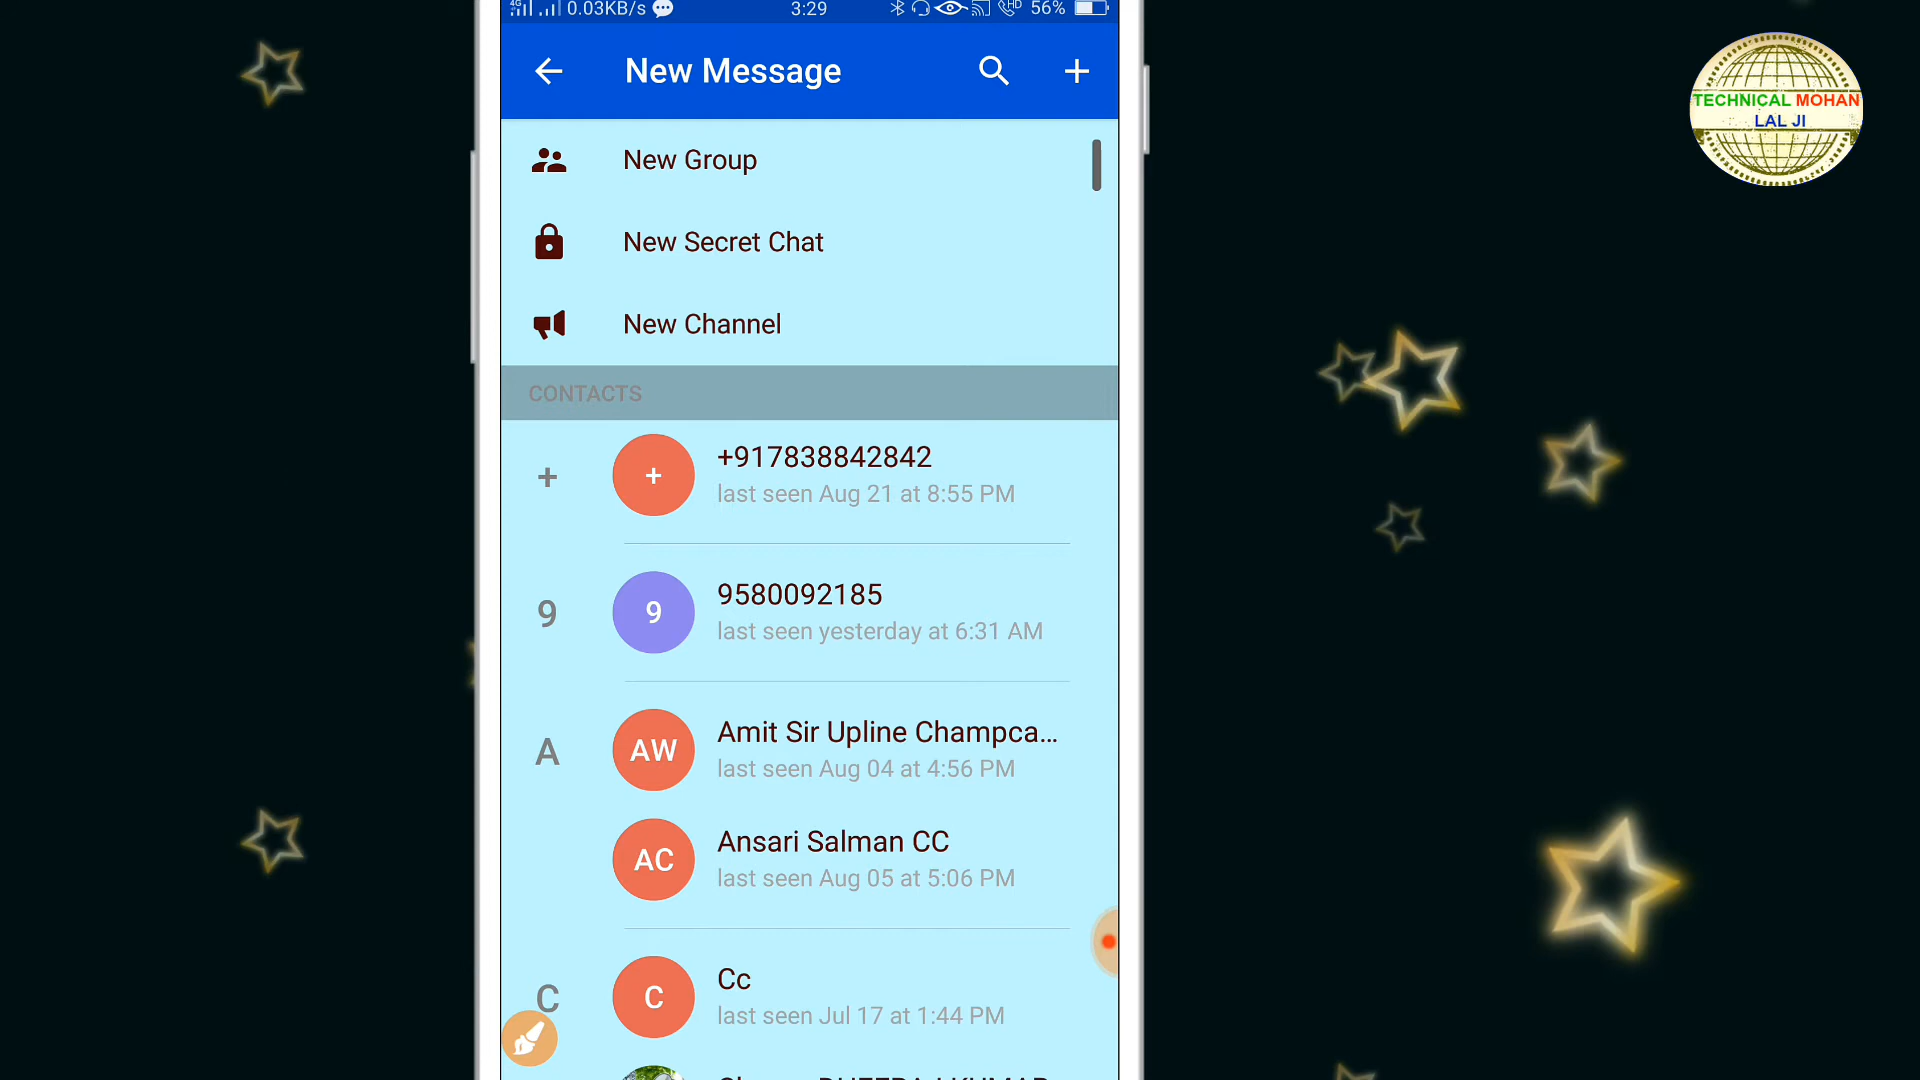 4G 0.03KB/s 3:29 HD 56%
New Message
TECHNICAL MOHAN
LAL JI
New Group
New Secret Chat
New Channel
CONTACTS
+ + +917838842842
last seen Aug 21 at 8:55 PM
9 9 9580092185
last seen yesterday at 6:31 AM
A AW Amit Sir Upline Champca...
last seen Aug 04 at 4:56 PM
AC Ansari Salman CC
last seen Aug 05 at 5:06 PM
C C Cc
last seen Jul 17 at 1:44 PM